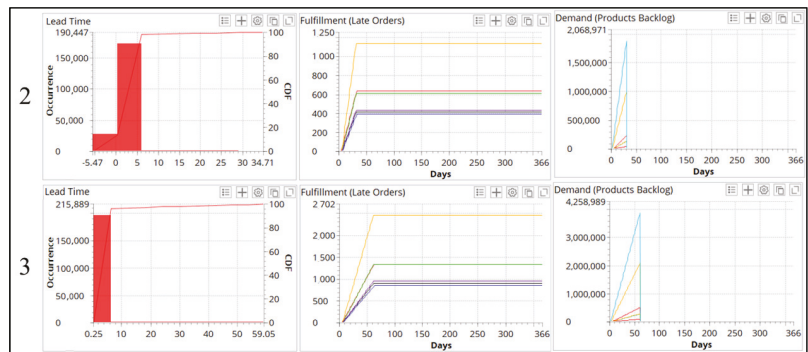 2
Lead Time
190,447
150,000
100,000
50,000
0
Occurrence
-5.47 0 5 10 15 20 25 30 34.71
100
80
60
40
20
0
CDF
Fulfillment (Late Orders)
1 250
1 000
800
600
400
200
0
0 50 100 150 200 250 300 366
Days
Demand (Products Backlog)
2,068,971
1,500,000
1,000,000
500,000
0
0 50 100 150 200 250 300 366
Days
3
Lead Time
215,889
150,000
100,000
50,000
0
Occurrence
0.25 10 20 30 40 50 59.05
100
80
60
40
20
0
CDF
Fulfillment (Late Orders)
2 702
2 000
1 500
1 000
500
0
0 50 100 150 200 250 300 366
Days
Demand (Products Backlog)
4,258,989
3,000,000
2,000,000
1,000,000
0
0 50 100 150 200 250 300 366
Days